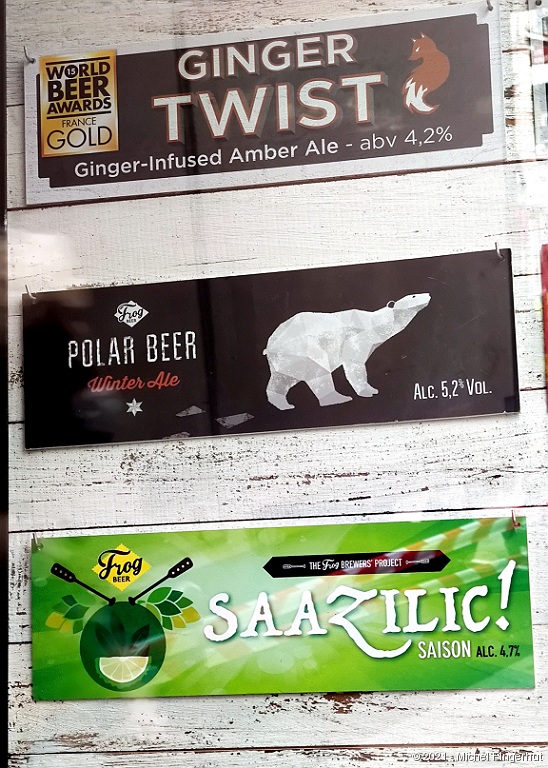 WORLD
BEER
AWARDS
FRANCE
GOLD
GINGER
TWIST
Ginger-Infused Amber Ale - abv 4,2%
Frog
BEER
POLAR BEER
Winter Ale
ALC. 5,2% VOL.
Frog
BEER
THE Frog BREWERS' PROJECT
SAAZILIC!
SAISON ALC. 4,7%
©2021 - Michel Fingerhut